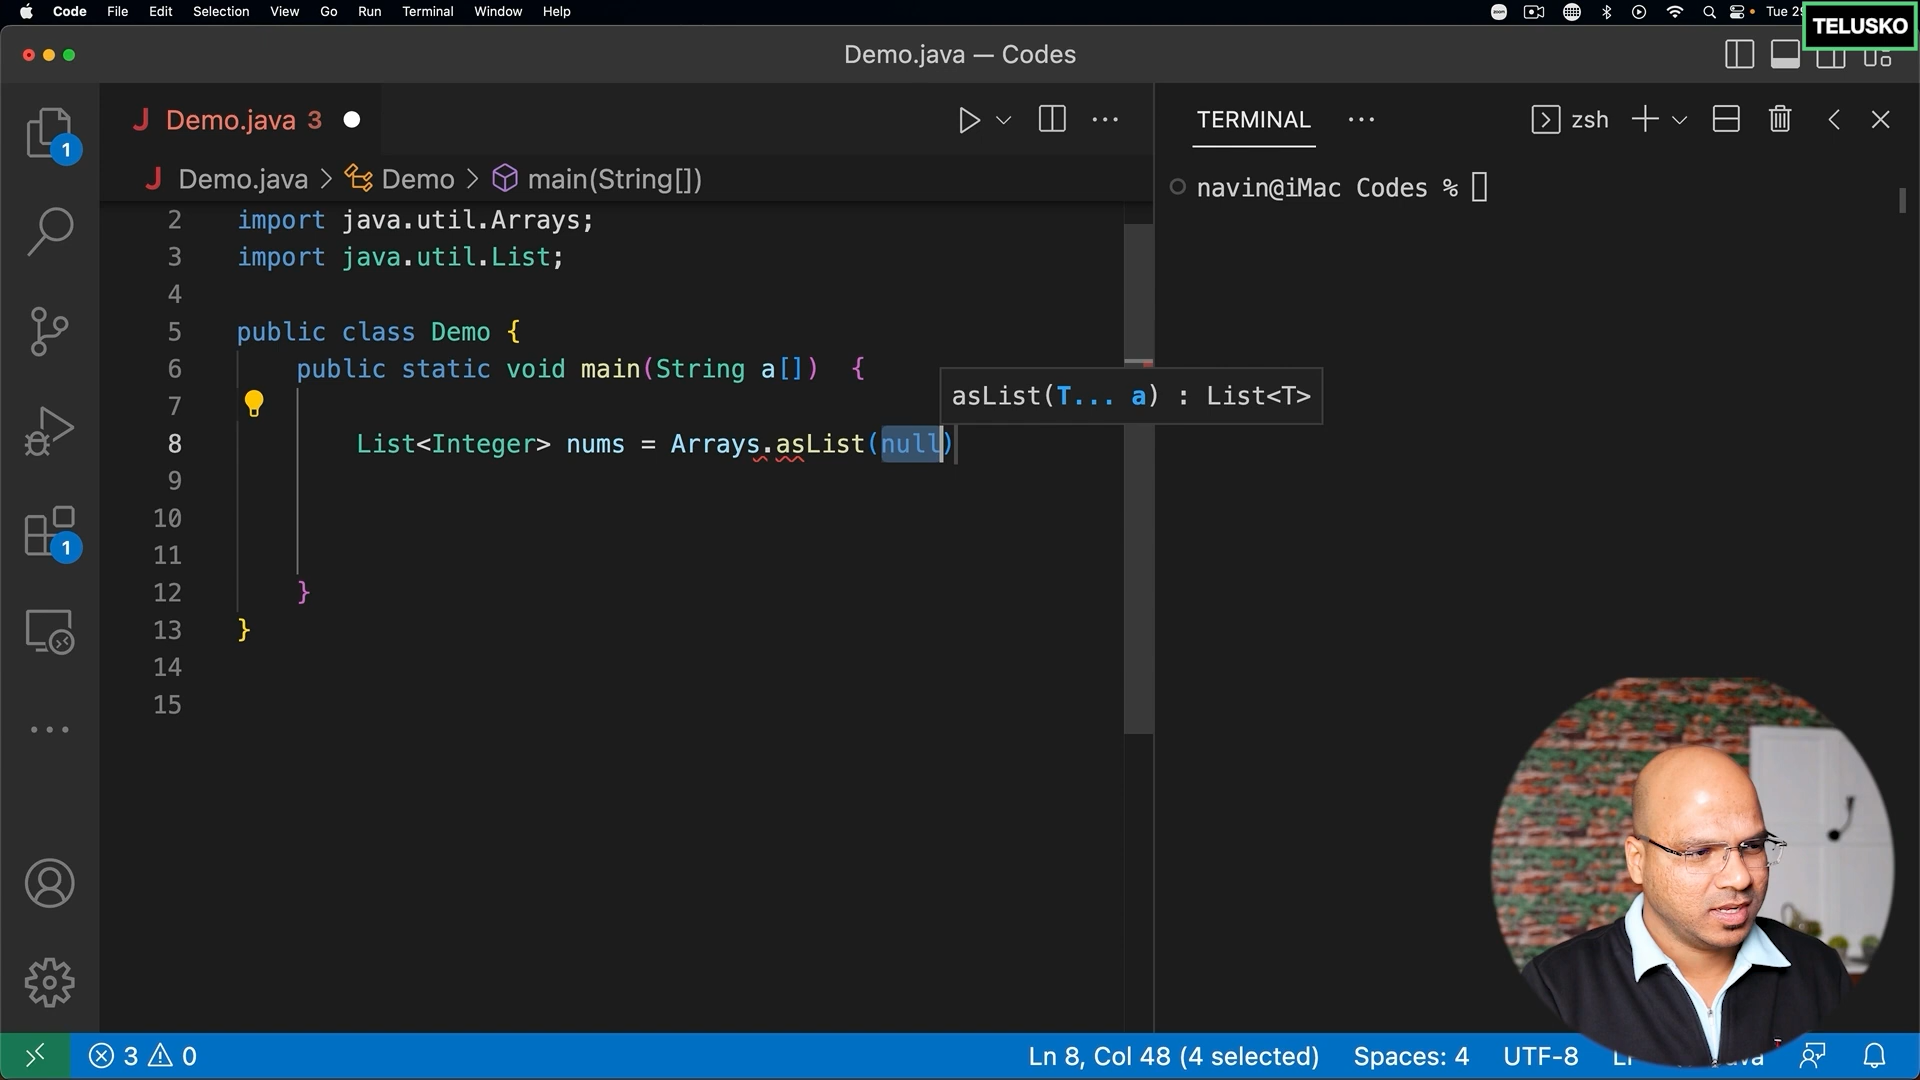 Code File Edit Selection View Go Run Terminal Window Help
zoom
Tue 2
TELUSKO
Demo.java — Codes
J Demo.java 3
TERMINAL
zsh
J Demo.java > Demo > main(String[])
navin@iMac Codes %
2 import java.util.Arrays;
3 import java.util.List;
4
5 public class Demo {
6 public static void main(String a[]) {
asList(T... a) : List<T>
7
8 List<Integer> nums = Arrays.asList(null)
9
10
11
12 }
13 }
14
15
1
1
3 0
Ln 8, Col 48 (4 selected) Spaces: 4 UTF-8